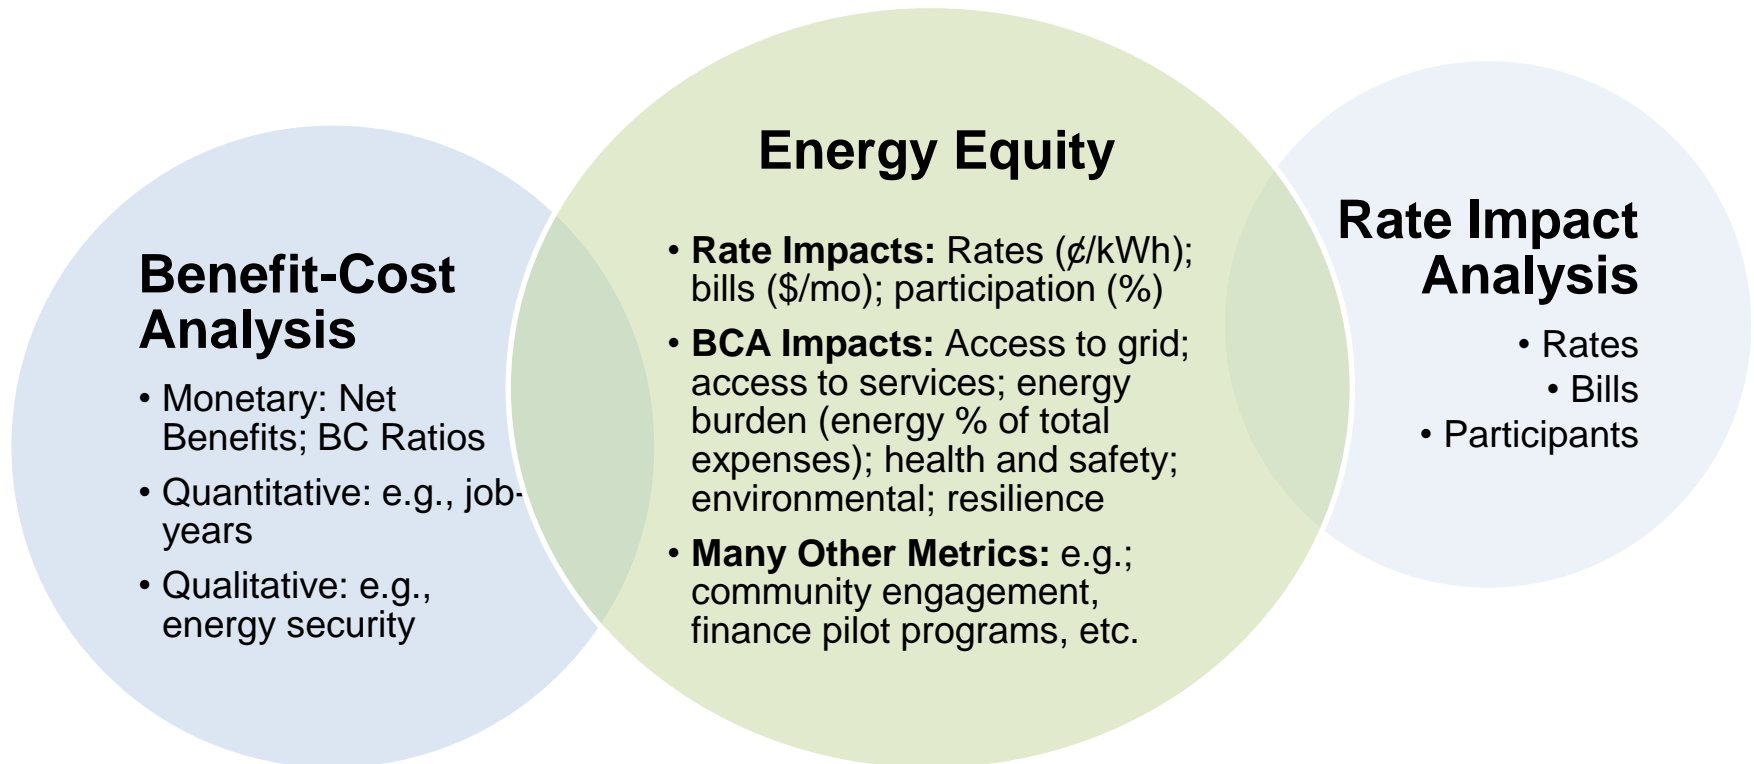 Benefit-Cost
Analysis
• Monetary: Net
Benefits; BC Ratios
• Quantitative: e.g., job-
years
• Qualitative: e.g.,
energy security
Energy Equity
• Rate Impacts: Rates (¢/kWh);
bills ($/mo); participation (%)
• BCA Impacts: Access to grid;
access to services; energy
burden (energy % of total
expenses); health and safety;
environmental; resilience
• Many Other Metrics: e.g.;
community engagement,
finance pilot programs, etc.
Rate Impact
Analysis
• Rates
• Bills
• Participants